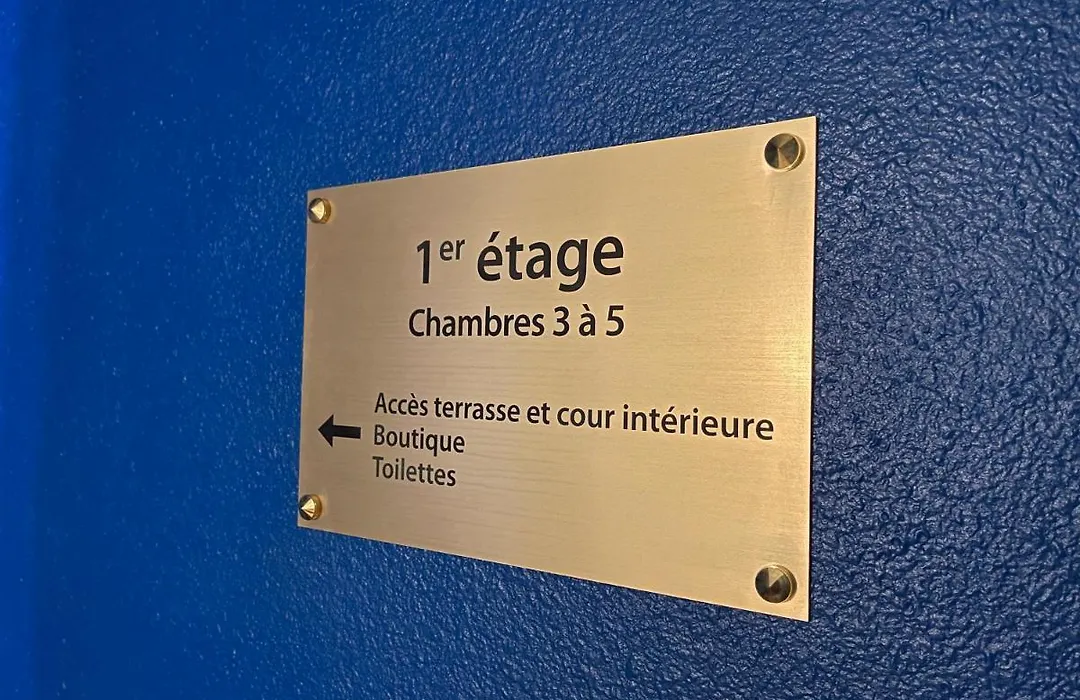 1er étage
Chambres 3 à 5
Accès terrasse et cour intérieure
Boutique
Toilettes